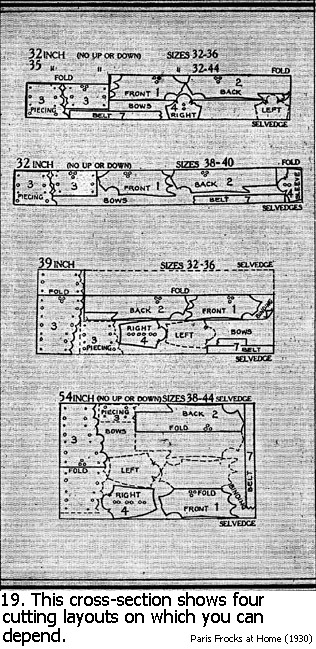 32 INCH (NO UP OR DOWN) SIZES 32-36
35 " " " 32-44
FOLD FOLD
3 3 FRONT 1 2 BACK
PIECING BOWS 4 LEFT
BELT 7 RIGHT
SELVEDGE
32 INCH (NO UP OR DOWN) SIZES 38-40
FOLD
3 3 FRONT 1 BACK 2 SLEEVE
BOWS BELT 7
SELVEDGES
39 INCH SIZES 32-36 SELVEDGE
FOLD
BACK 2 FRONT 1
3 3 RIGHT LEFT BOWS
PIECING 4 7
BELT
SELVEDGE
54 INCH (NO UP OR DOWN) SIZES 38-44 SELVEDGE
PIECING BACK 2
3 3
BOWS FOLD
LEFT 7
FOLD BELT
RIGHT FOLD BINDING
4 FRONT 1
SELVEDGE
19. This cross-section shows four
cutting layouts on which you can
depend.
Paris Frocks at Home (1930)